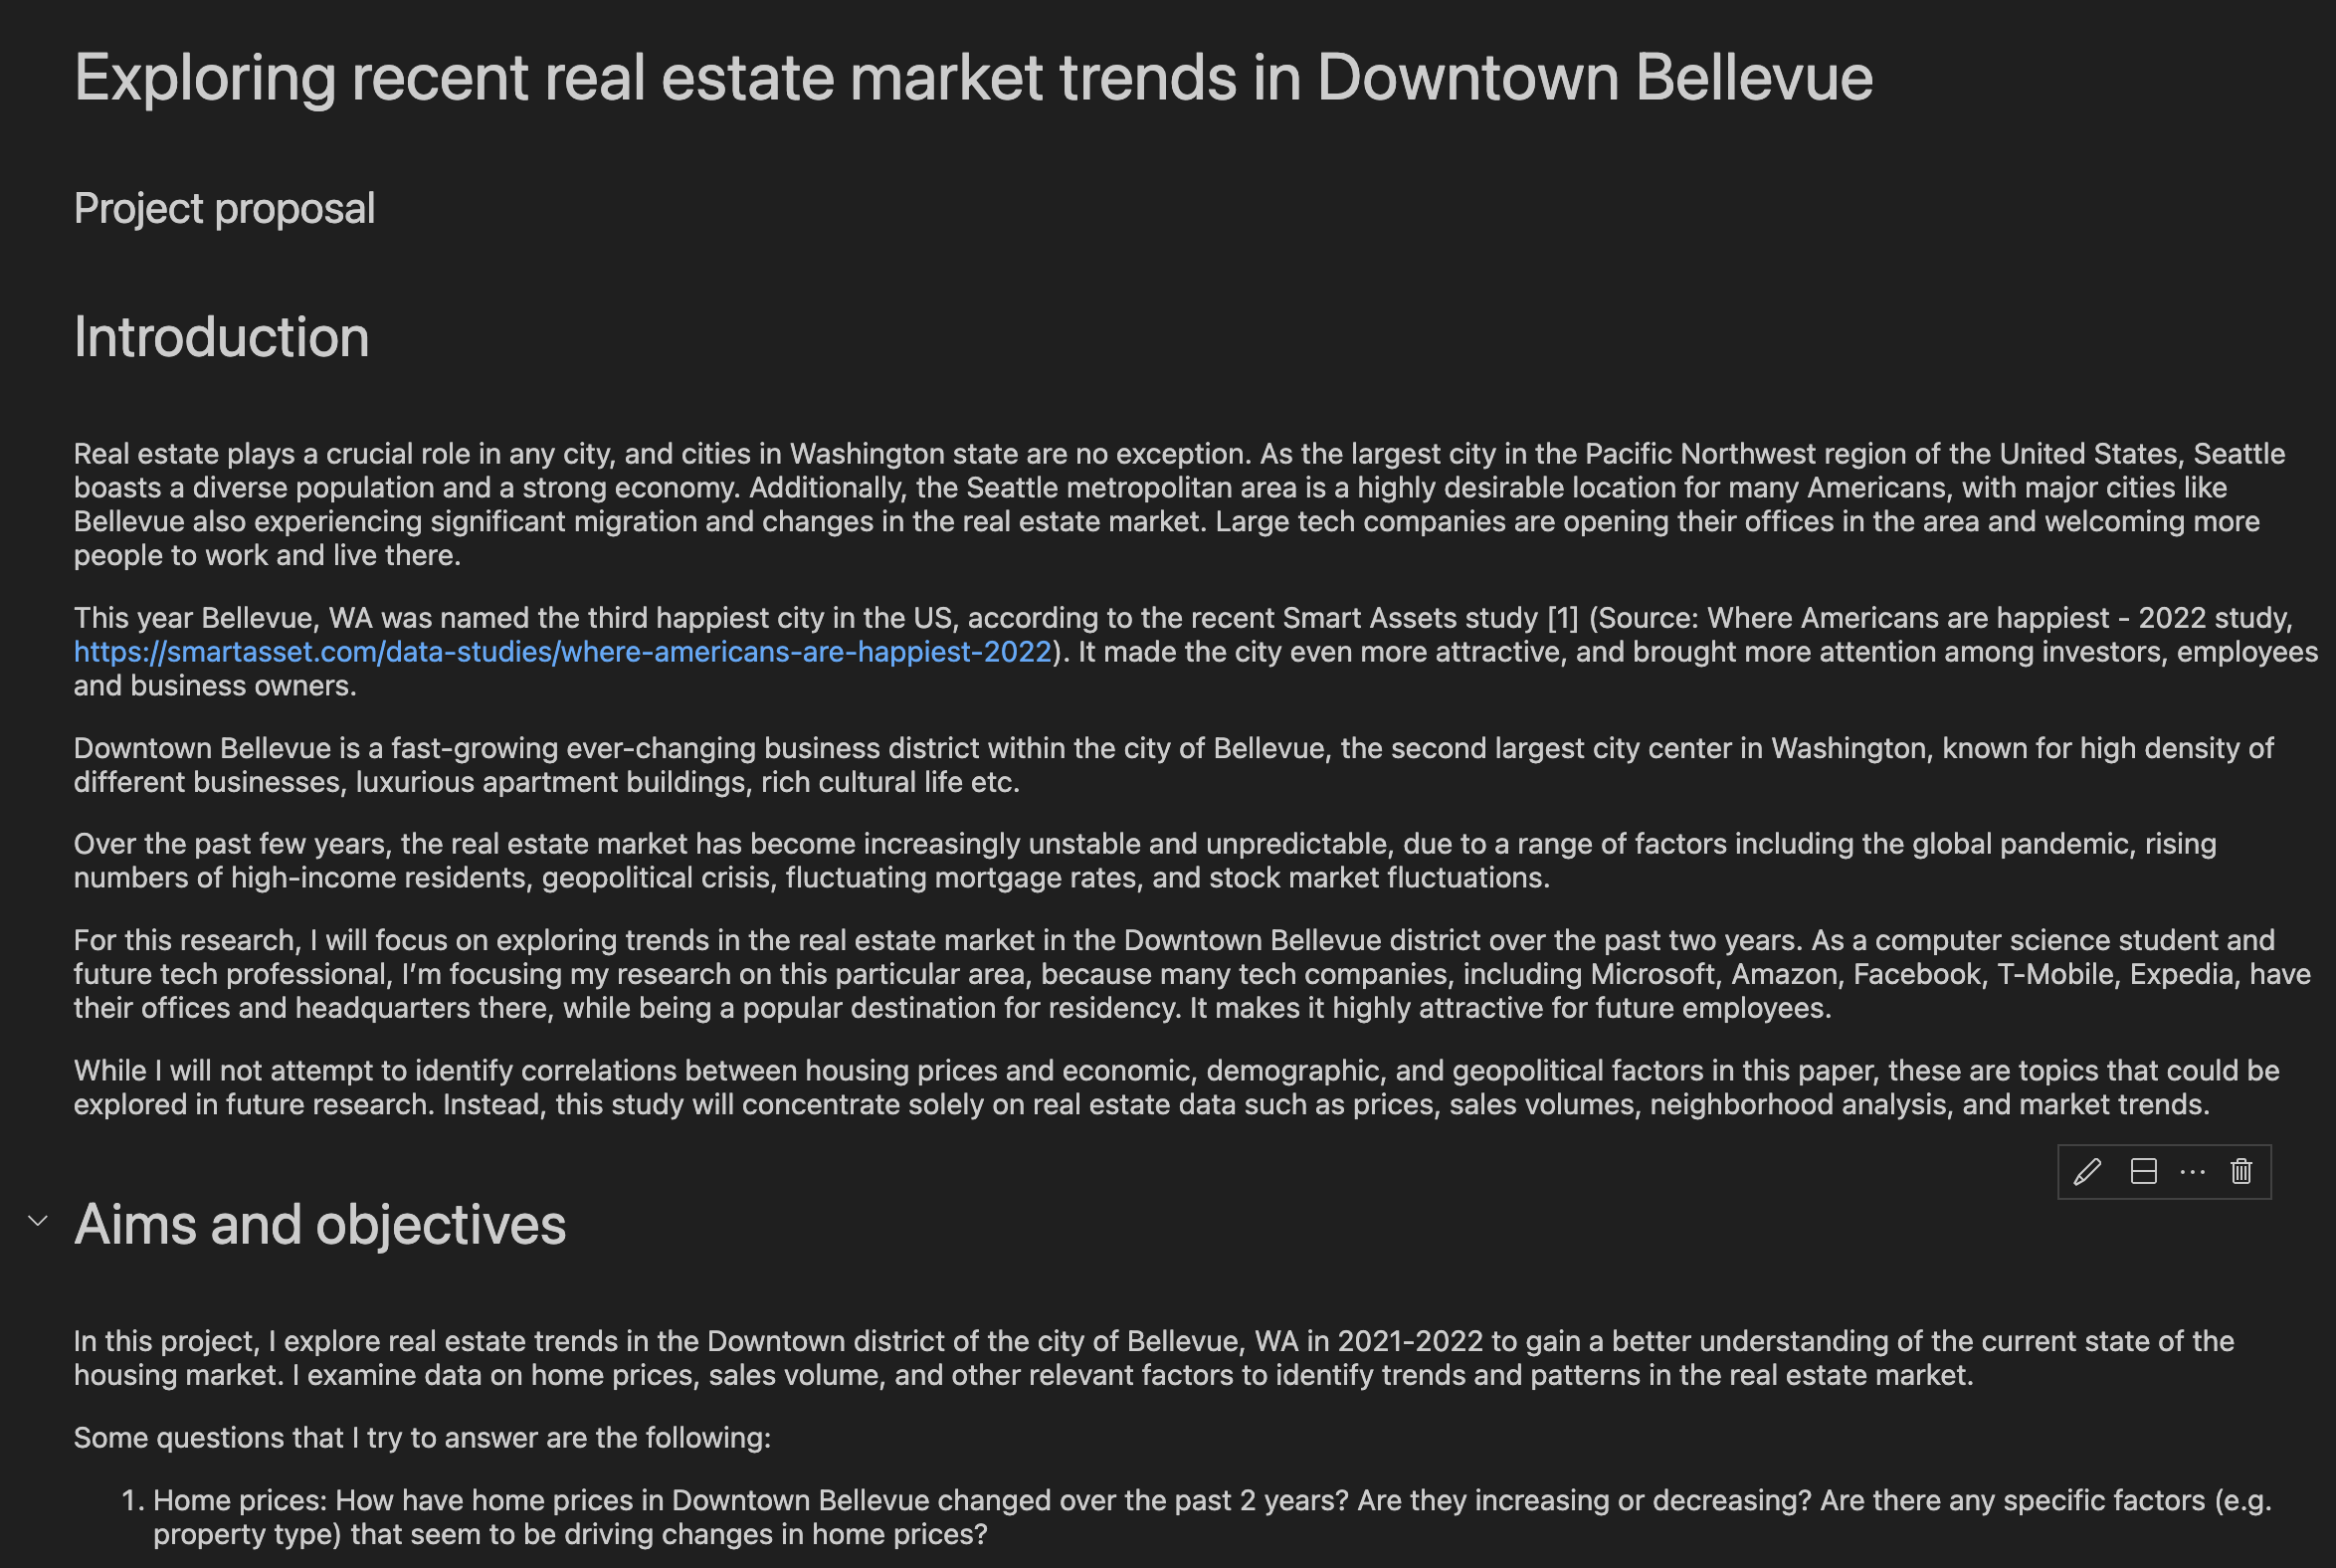 Exploring recent real estate market trends in Downtown Bellevue
Project proposal
Introduction
Real estate plays a crucial role in any city, and cities in Washington state are no exception. As the largest city in the Pacific Northwest region of the United States, Seattle
boasts a diverse population and a strong economy. Additionally, the Seattle metropolitan area is a highly desirable location for many Americans, with major cities like
Bellevue also experiencing significant migration and changes in the real estate market. Large tech companies are opening their offices in the area and welcoming more
people to work and live there.
This year Bellevue, WA was named the third happiest city in the US, according to the recent Smart Assets study [1] (Source: Where Americans are happiest - 2022 study,
https://smartasset.com/data-studies/where-americans-are-happiest-2022). It made the city even more attractive, and brought more attention among investors, employees
and business owners.
Downtown Bellevue is a fast-growing ever-changing business district within the city of Bellevue, the second largest city center in Washington, known for high density of
different businesses, luxurious apartment buildings, rich cultural life etc.
Over the past few years, the real estate market has become increasingly unstable and unpredictable, due to a range of factors including the global pandemic, rising
numbers of high-income residents, geopolitical crisis, fluctuating mortgage rates, and stock market fluctuations.
For this research, I will focus on exploring trends in the real estate market in the Downtown Bellevue district over the past two years. As a computer science student and
future tech professional, I’m focusing my research on this particular area, because many tech companies, including Microsoft, Amazon, Facebook, T-Mobile, Expedia, have
their offices and headquarters there, while being a popular destination for residency. It makes it highly attractive for future employees.
While I will not attempt to identify correlations between housing prices and economic, demographic, and geopolitical factors in this paper, these are topics that could be
explored in future research. Instead, this study will concentrate solely on real estate data such as prices, sales volumes, neighborhood analysis, and market trends.
Aims and objectives
In this project, I explore real estate trends in the Downtown district of the city of Bellevue, WA in 2021-2022 to gain a better understanding of the current state of the
housing market. I examine data on home prices, sales volume, and other relevant factors to identify trends and patterns in the real estate market.
Some questions that I try to answer are the following:
1. Home prices: How have home prices in Downtown Bellevue changed over the past 2 years? Are they increasing or decreasing? Are there any specific factors (e.g.
property type) that seem to be driving changes in home prices?